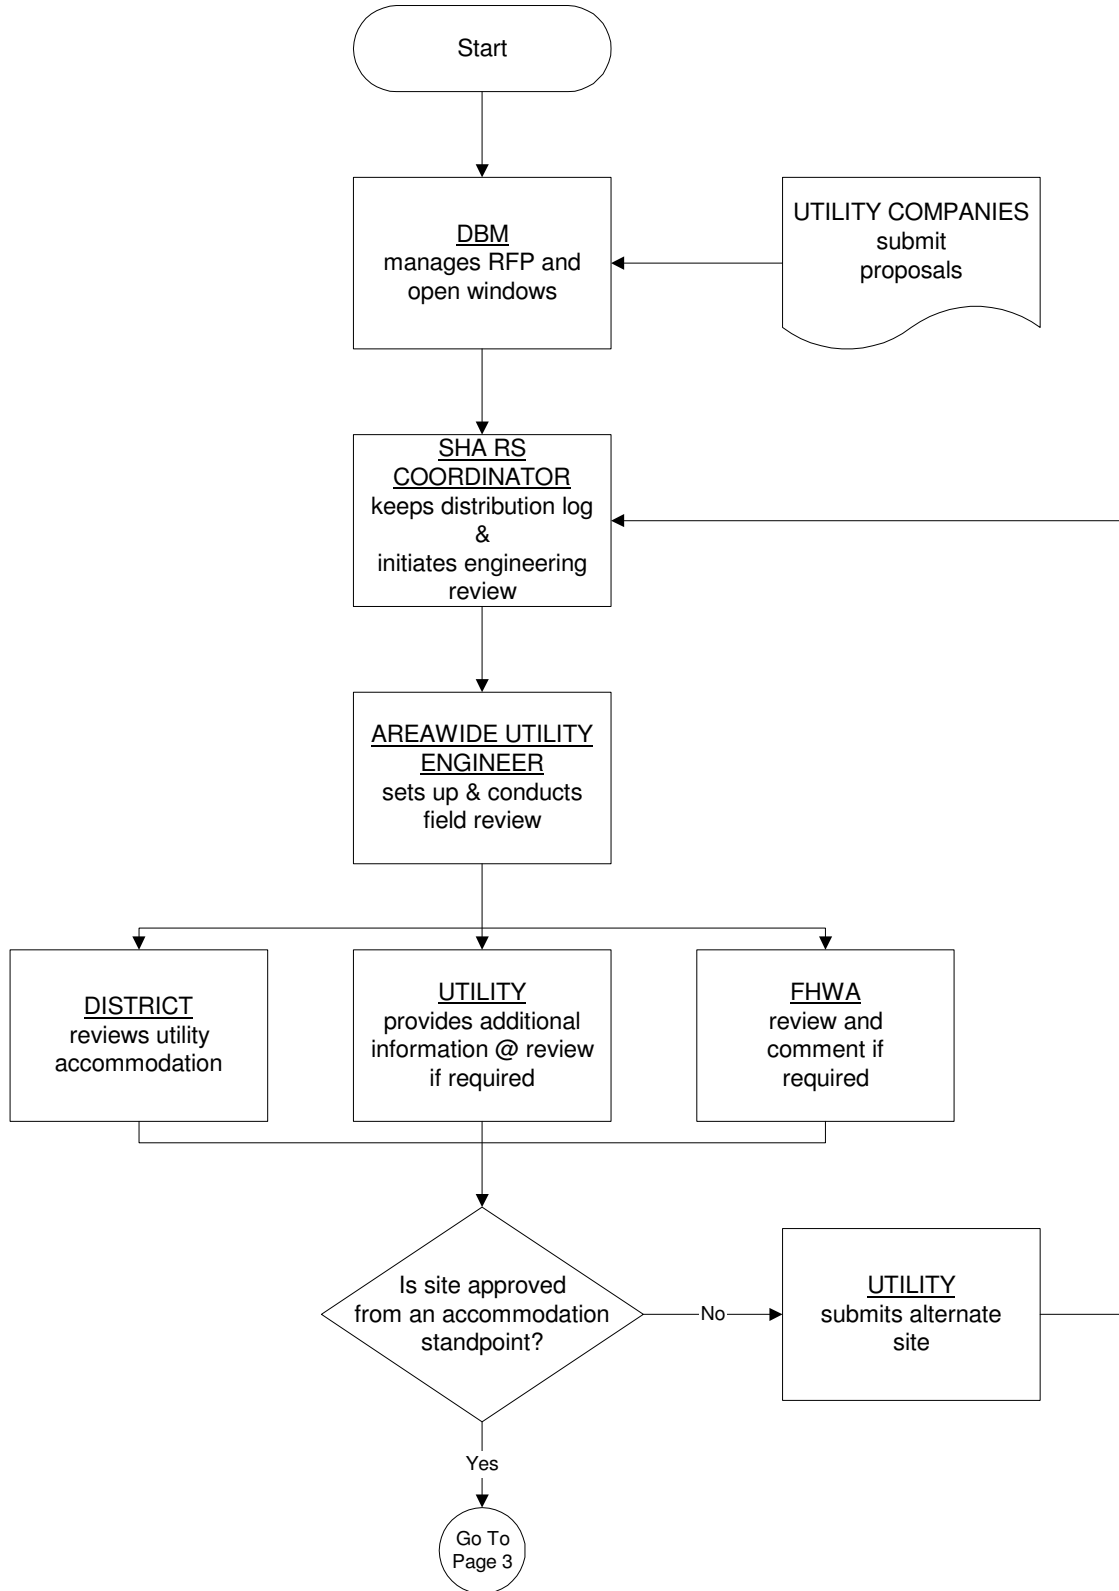 Start
DBM
manages RFP and
open windows
UTILITY COMPANIES
submit
proposals
SHA RS
COORDINATOR
keeps distribution log
&
initiates engineering
review
AREAWIDE UTILITY
ENGINEER
sets up & conducts
field review
DISTRICT
reviews utility
accommodation
UTILITY
provides additional
information @ review
if required
FHWA
review and
comment if
required
Is site approved
from an accommodation
standpoint?
No
UTILITY
submits alternate
site
Yes
Go To
Page 3